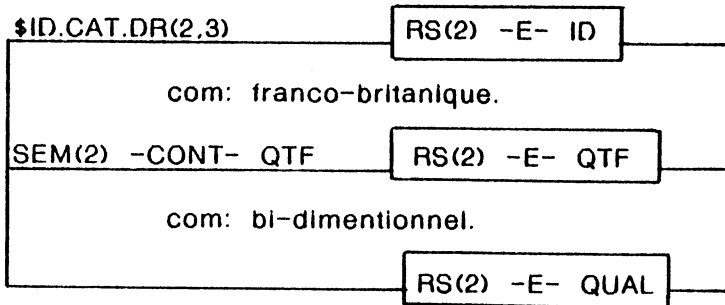 $ID.CAT.DR(2,3) RS(2) -E- ID
com: franco-britanique.
SEM(2) -CONT- QTF RS(2) -E- QTF
com: bi-dimentionnel.
RS(2) -E- QUAL